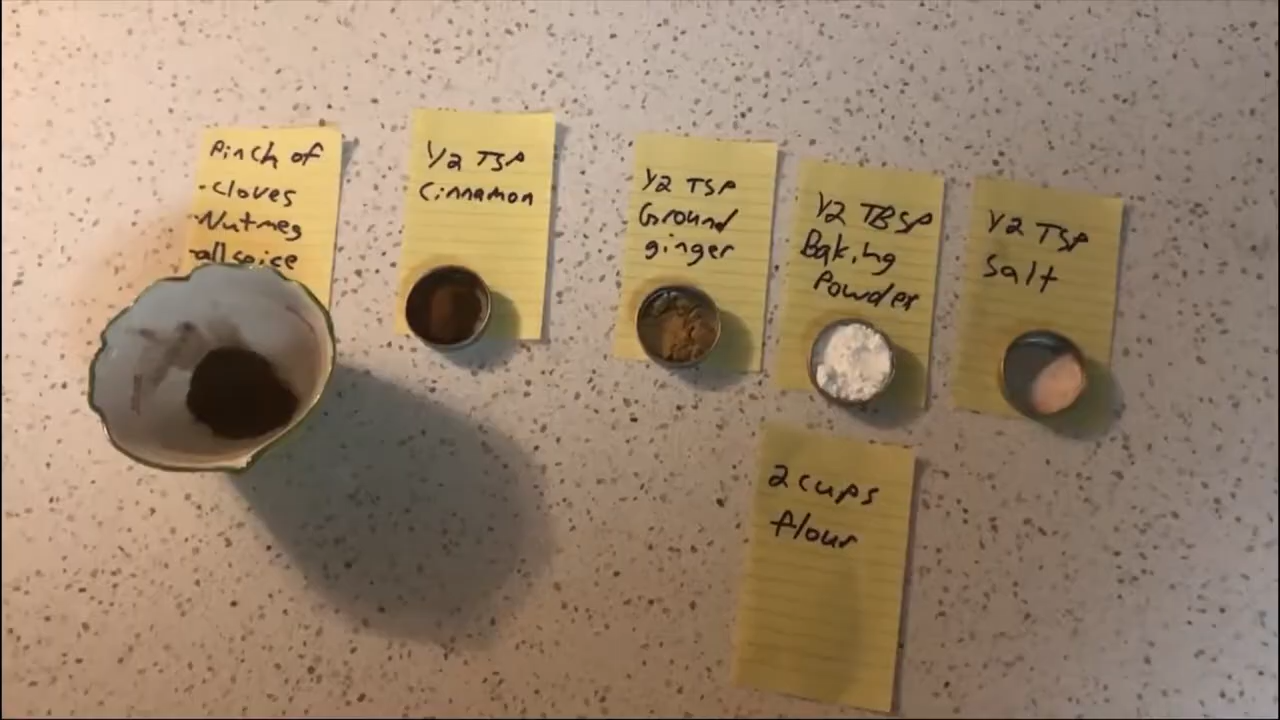 Pinch of
-Cloves
-Nutmeg
-allspice
1/2 TSP
Cinnamon
1/2 TSP
Ground
ginger
1/2 TBSP
Baking
Powder
1/2 TSP
Salt
2 cups
flour